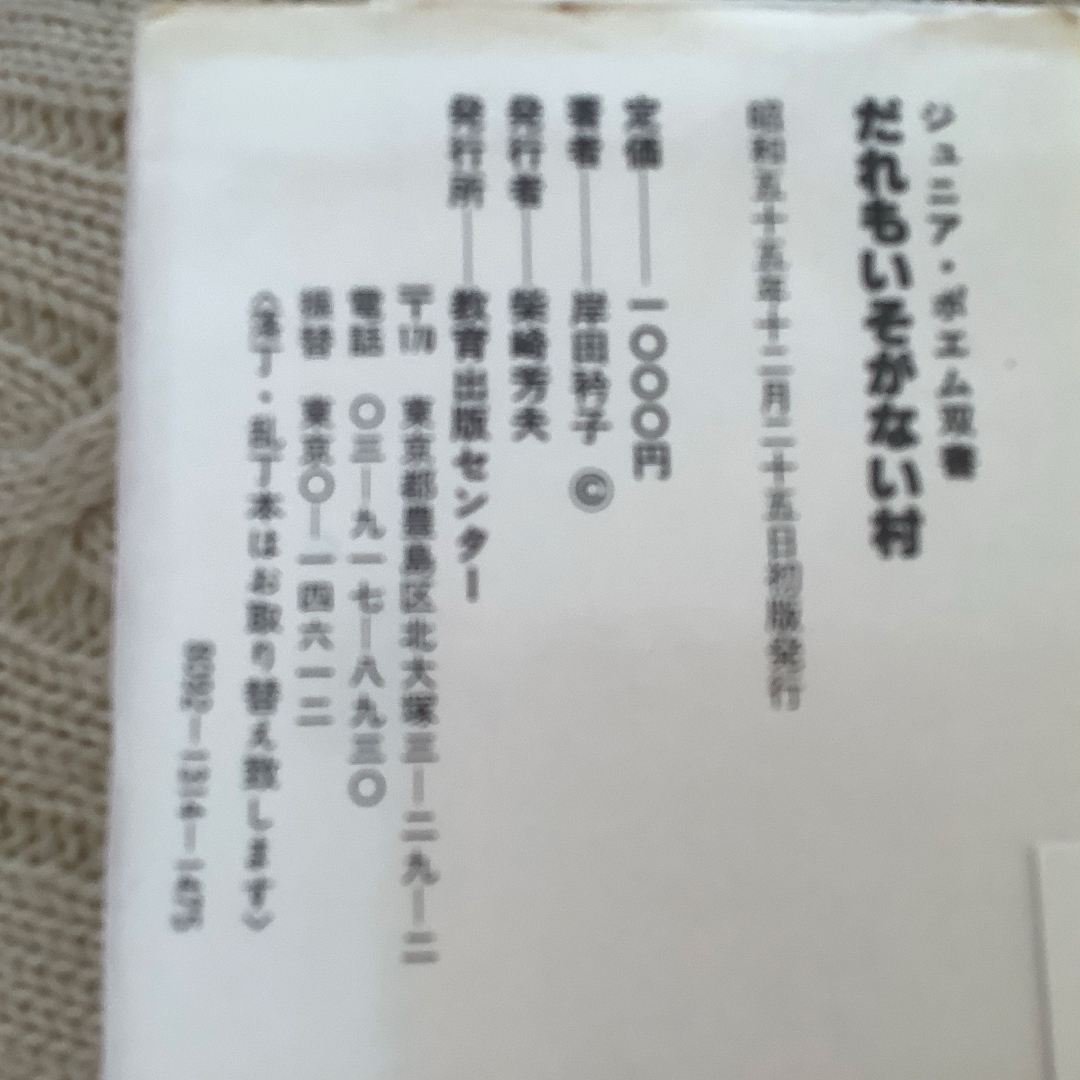 ジュニア・ポエム双書
だれもいそがない村
昭和五十五年十二月二十五日初版発行
定価――一〇〇〇円
著者――岸田衿子 ©
発行者――柴崎芳夫
発行所――教育出版センター
〒170 東京都豊島区北大塚三―二九―二
電話 〇三―九一七―八九三〇
振替 東京〇―一四六一二
〈落丁・乱丁本はお取り替え致します〉